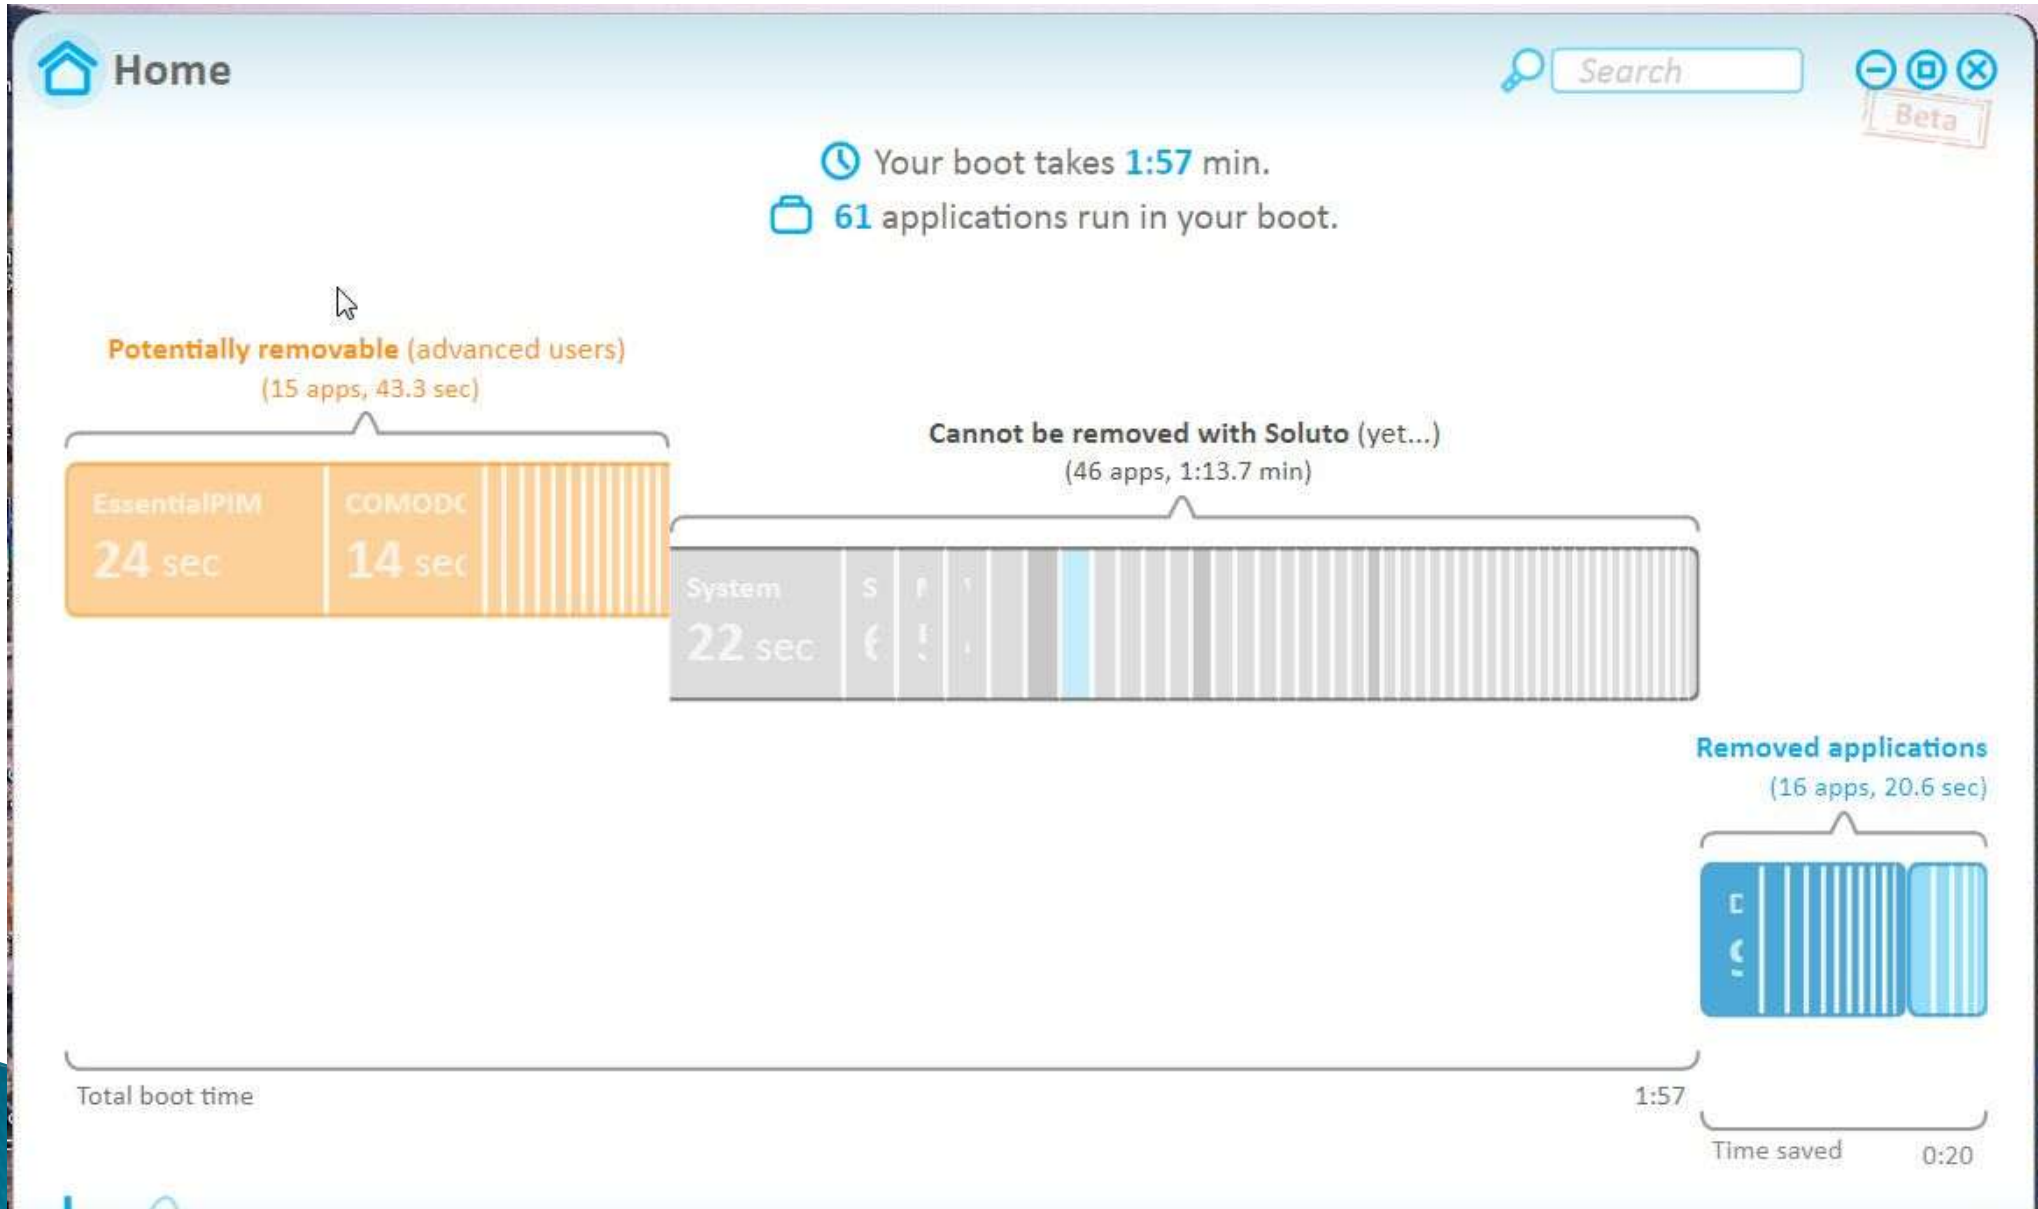 Home
Search
Beta
Your boot takes 1:57 min.
61 applications run in your boot.
Potentially removable (advanced users)
(15 apps, 43.3 sec)
Cannot be removed with Soluto (yet...)
(46 apps, 1:13.7 min)
EssentialPIM
24 sec
14 sec
System
22 sec
Removed applications
(16 apps, 20.6 sec)
Total boot time
1:57
Time saved
0:20